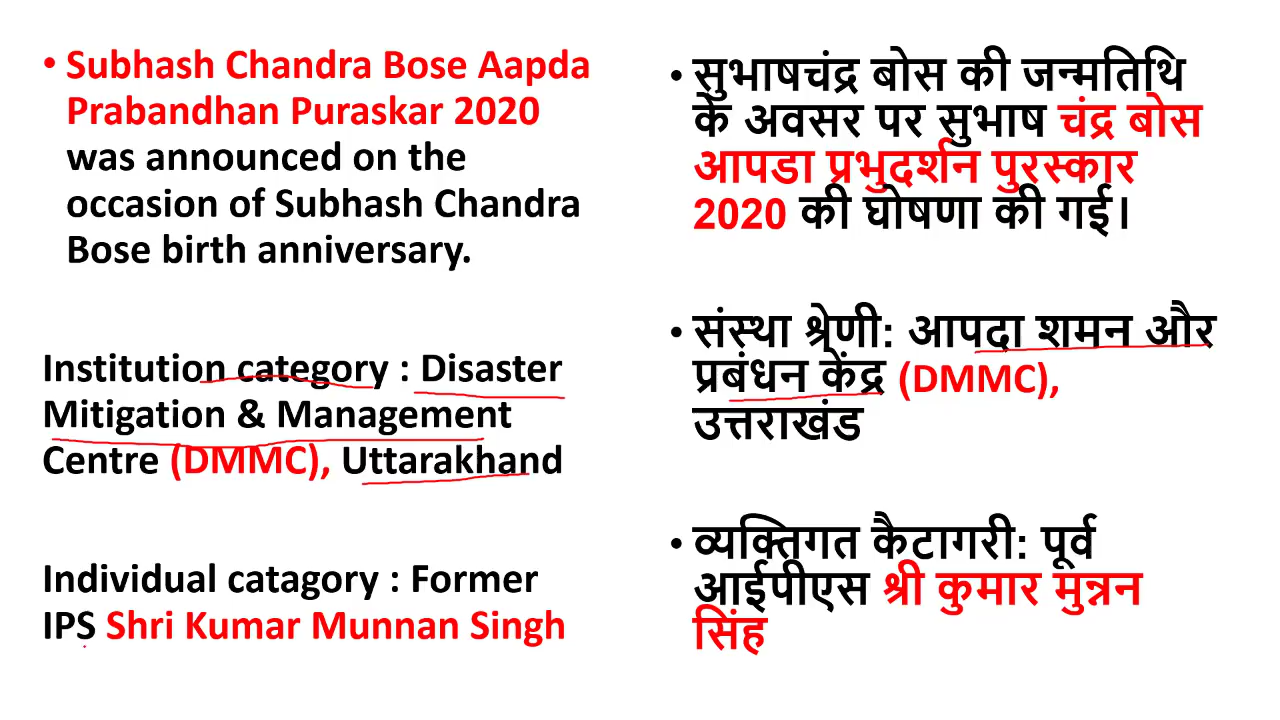 • Subhash Chandra Bose Aapda
Prabandhan Puraskar 2020
was announced on the
occasion of Subhash Chandra
Bose birth anniversary.
Institution category : Disaster
Mitigation & Management
Centre (DMMC), Uttarakhand
Individual catagory : Former
IPS Shri Kumar Munnan Singh
• सुभाषचंद्र बोस की जन्मतिथि
के अवसर पर सुभाष चंद्र बोस
आपडा प्रभुदर्शन पुरस्कार
2020 की घोषणा की गई।
• संस्था श्रेणी: आपदा शमन और
प्रबंधन केंद्र (DMMC),
उत्तराखंड
• व्यक्तिगत कैटागरी: पूर्व
आईपीएस श्री कुमार मुन्नन
सिंह